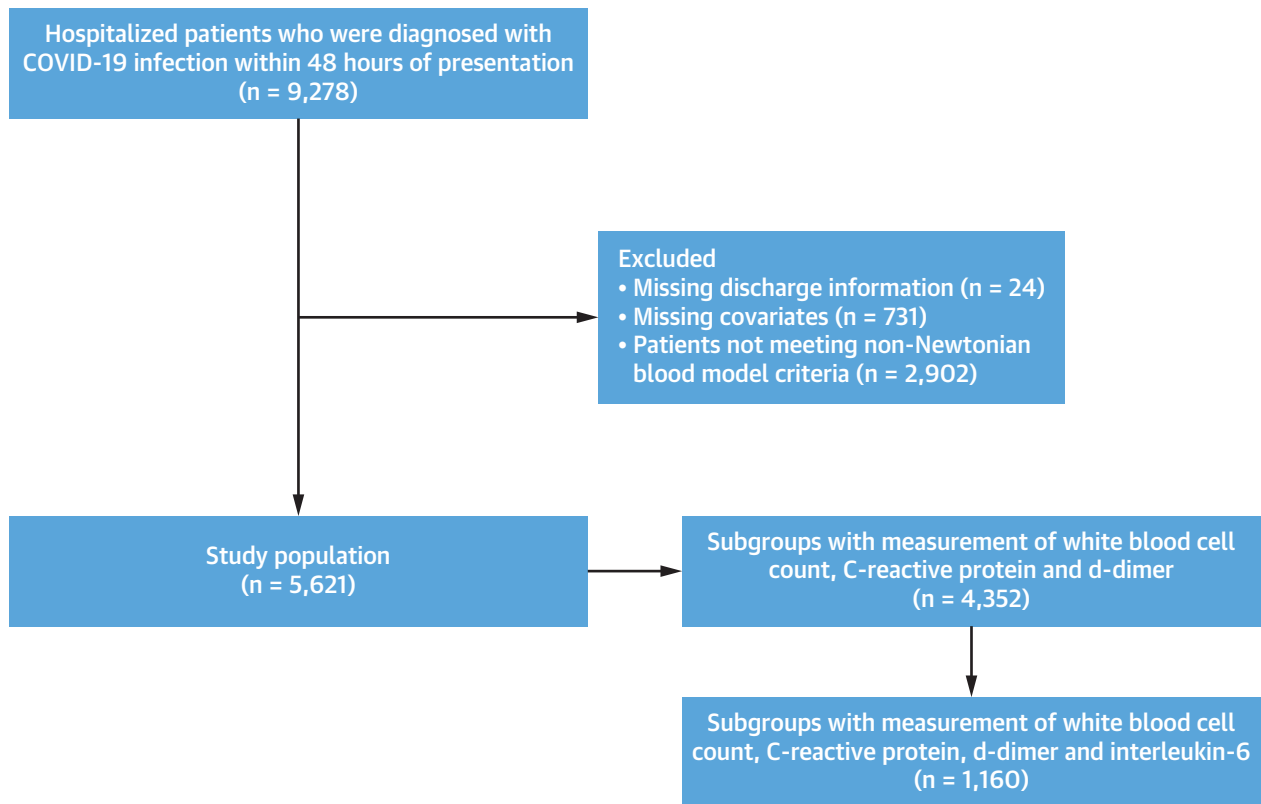 Hospitalized patients who were diagnosed with
COVID-19 infection within 48 hours of presentation
(n = 9,278)
Excluded
• Missing discharge information (n = 24)
• Missing covariates (n = 731)
• Patients not meeting non-Newtonian
blood model criteria (n = 2,902)
Study population
(n = 5,621)
Subgroups with measurement of white blood cell
count, C-reactive protein and d-dimer
(n = 4,352)
Subgroups with measurement of white blood cell
count, C-reactive protein, d-dimer and interleukin-6
(n = 1,160)